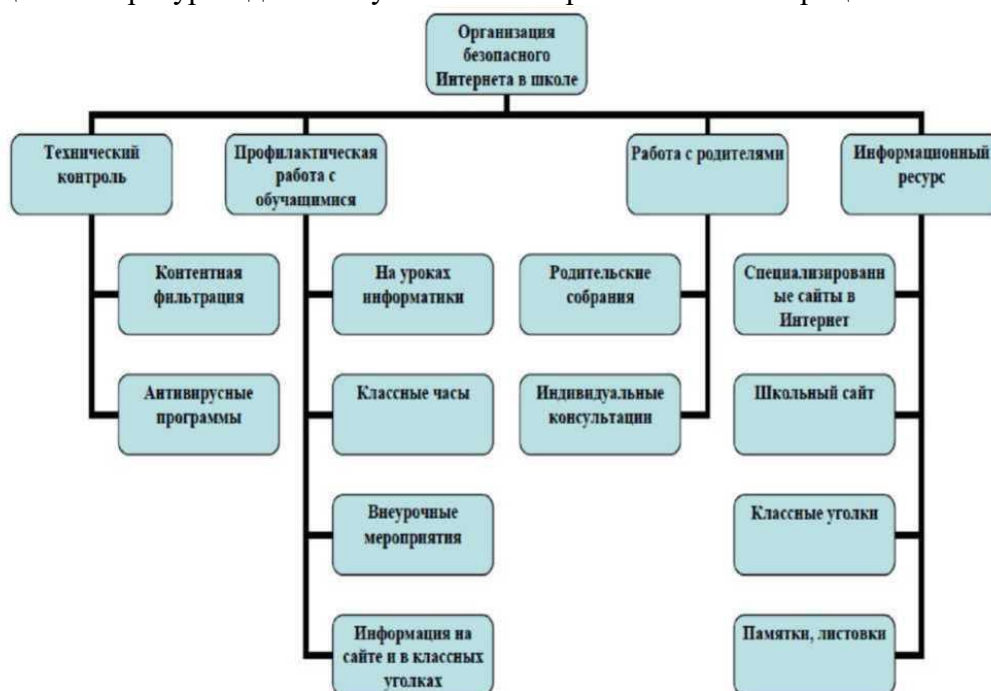 Организация
безопасного
Интернета в школе
Технический
контроль
Профилактическая
работа с
обучащимися
Работа с родителями
Информационный
ресурс
Контентная
фильтрация
На уроках
информатики
Родительские
собрания
Специализированн
ые сайты в
Интернет
Антивирусные
программы
Классные часы
Индивидуальные
консультации
Школьный сайт
Внеурочные
мероприятия
Классные уголки
Информация на
сайте и в классных
уголках
Памятки, листовки